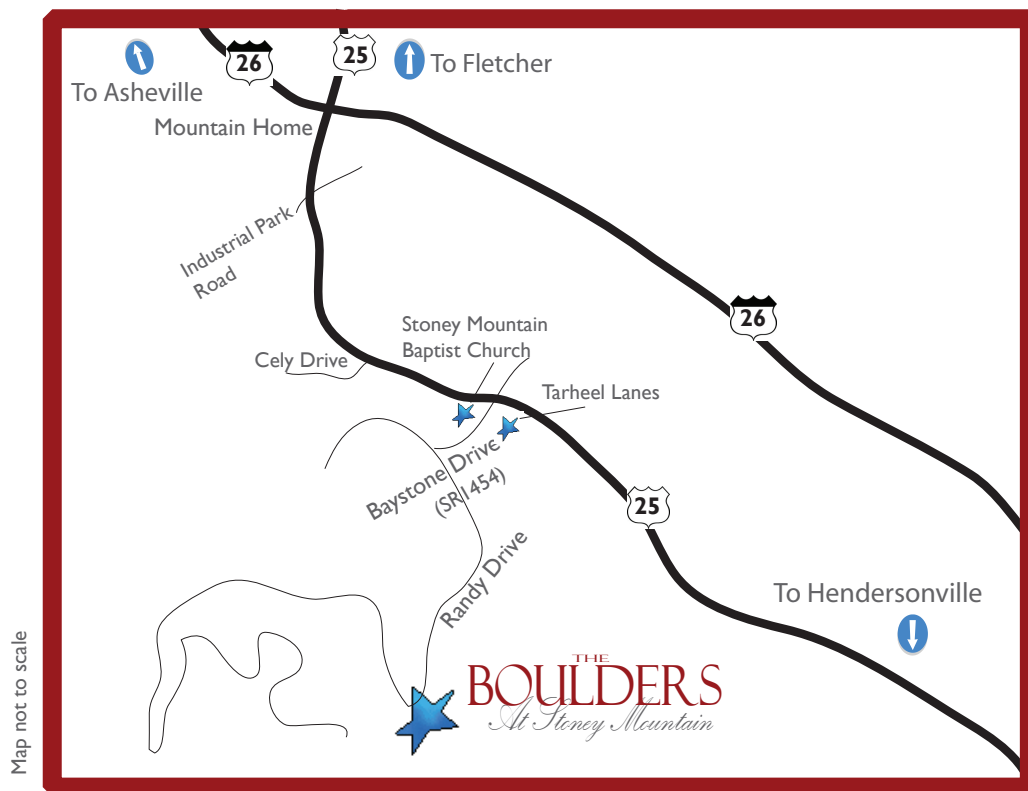 26
25
To Fletcher
To Asheville
Mountain Home
Industrial Park
Road
Stoney Mountain
Baptist Church
26
Cely Drive
Tarheel Lanes
Baystone Drive
(SR1454)
25
Randy Drive
To Hendersonville
THE
BOULDERS
At Stoney Mountain
Map not to scale